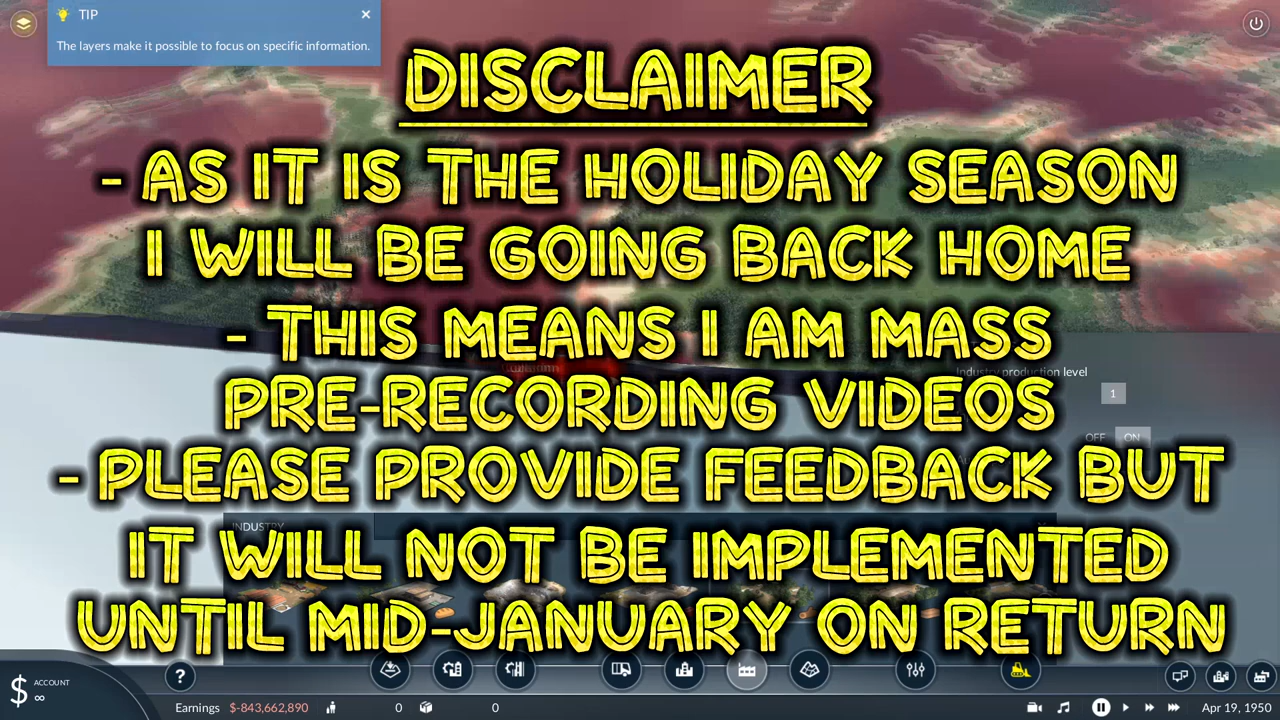 TIP
The layers make it possible to focus on specific information.
DISCLAIMER
- AS IT IS THE HOLIDAY SEASON
I WILL BE GOING BACK HOME
- THIS MEANS I AM MASS
PRE-RECORDING VIDEOS
- PLEASE PROVIDE FEEDBACK BUT
IT WILL NOT BE IMPLEMENTED
UNTIL MID-JANUARY ON RETURN
Industry production level
1
OFF ON
INDUSTRY
?
$ ACCOUNT
∞
Earnings $-843,662,890 0 0 Apr 19, 1950